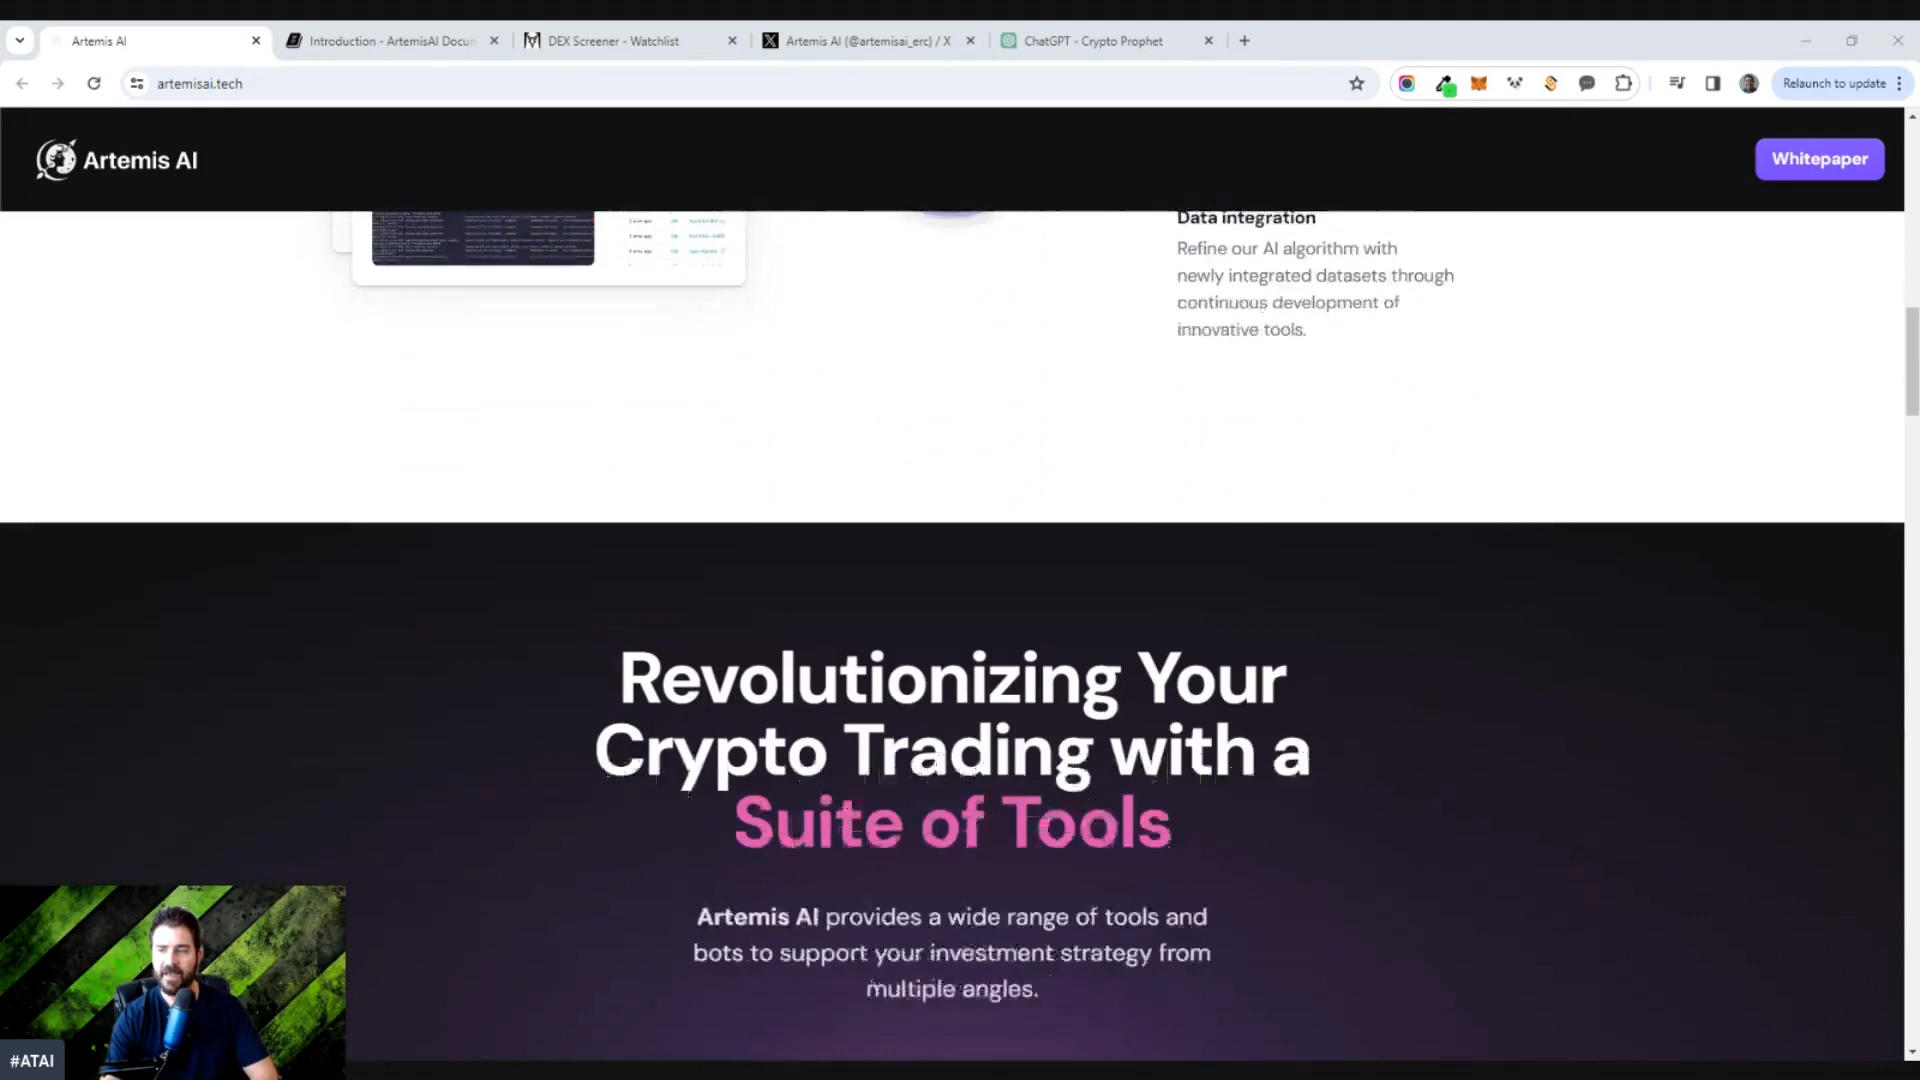 Artemis AI
Introduction - ArtemisAI Docun
DEX Screener - Watchlist
Artemis AI (@artemisai_erc) / X
ChatGPT - Crypto Prophet
artemisai.tech
Relaunch to update
Artemis AI
Whitepaper
Data integration
Refine our AI algorithm with
newly integrated datasets through
continuous development of
innovative tools.
Revolutionizing Your
Crypto Trading with a
Suite of Tools
Artemis AI provides a wide range of tools and
bots to support your investment strategy from
multiple angles.
#ATAI